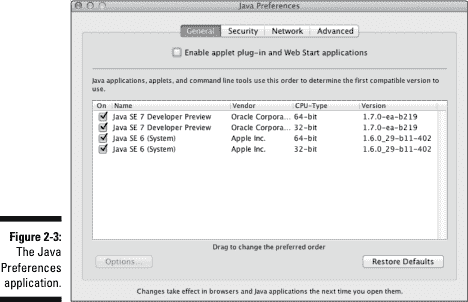 Java Preferences
General Security Network Advanced
Enable applet plug-in and Web Start applications
Java applications, applets, and command line tools use this order to determine the first compatible version to
use.
On Name Vendor CPU-Type Version
Java SE 7 Developer Preview Oracle Corpora... 64-bit 1.7.0-ea-b219
Java SE 7 Developer Preview Oracle Corpora... 32-bit 1.7.0-ea-b219
Java SE 6 (System) Apple Inc. 64-bit 1.6.0_29-b11-402
Java SE 6 (System) Apple Inc. 32-bit 1.6.0_29-b11-402
Drag to change the preferred order
Options... Restore Defaults
Changes take effect in browsers and Java applications the next time you open them.
Figure 2-3:
The Java
Preferences
application.